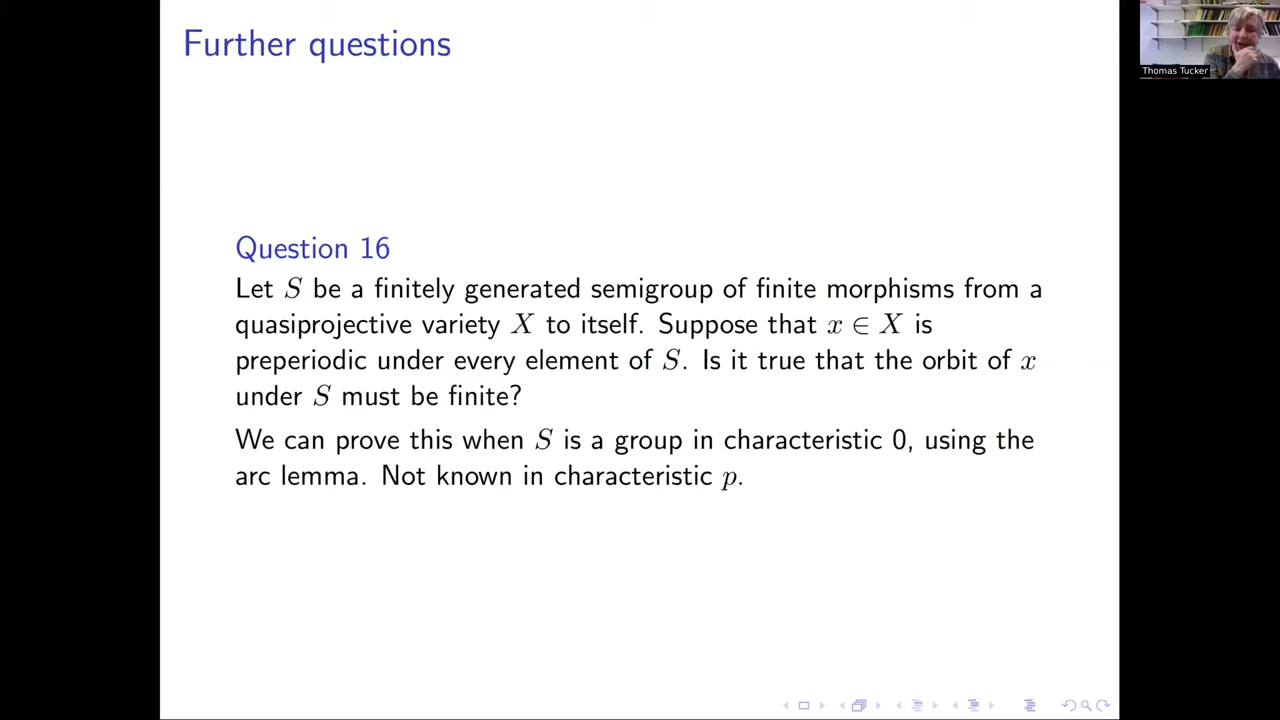 Further questions
Thomas Tucker
Question 16
Let S be a finitely generated semigroup of finite morphisms from a
quasiprojective variety X to itself. Suppose that x ∈ X is
preperiodic under every element of S. Is it true that the orbit of x
under S must be finite?
We can prove this when S is a group in characteristic 0, using the
arc lemma. Not known in characteristic p.